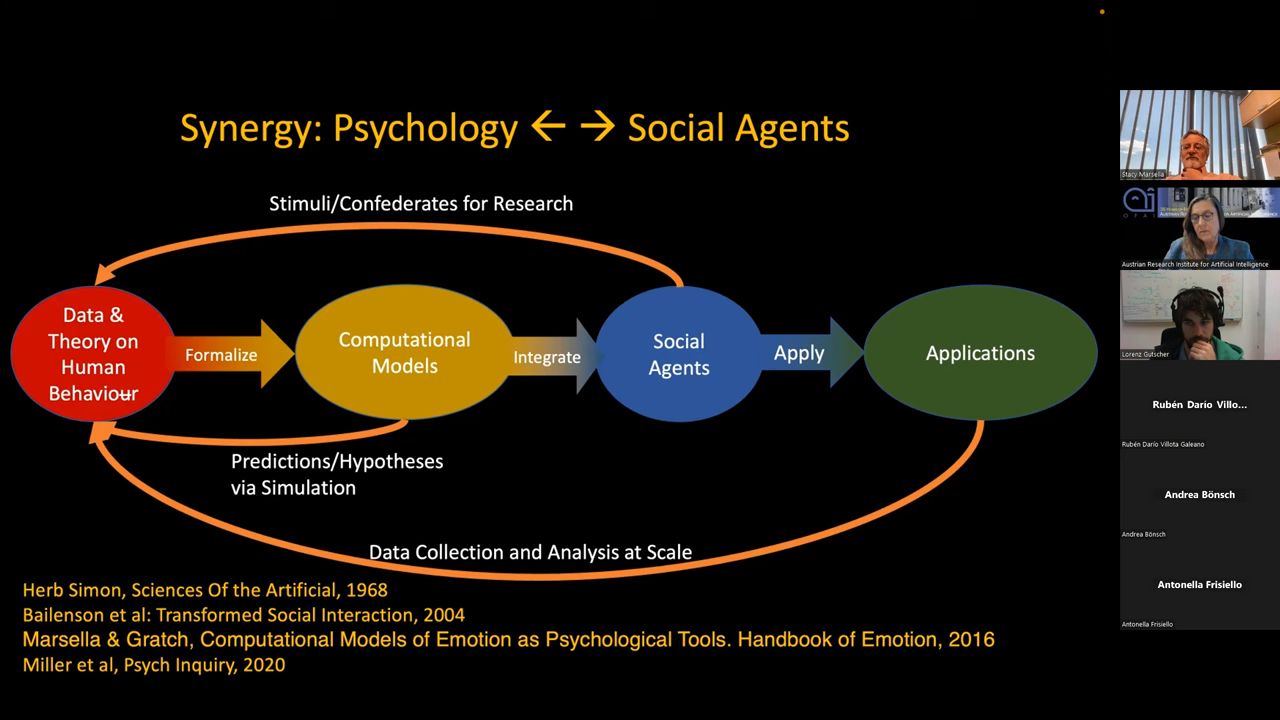 Synergy: Psychology ← → Social Agents
Stimuli/Confederates for Research
Data &
Theory on
Human
Behaviour
Formalize
Computational
Models
Integrate
Social
Agents
Apply
Applications
Predictions/Hypotheses
via Simulation
Data Collection and Analysis at Scale
Herb Simon, Sciences Of the Artificial, 1968
Bailenson et al: Transformed Social Interaction, 2004
Marsella & Gratch, Computational Models of Emotion as Psychological Tools. Handbook of Emotion, 2016
Miller et al, Psych Inquiry, 2020
Stacy Marsella
OFAI
Austrian Research Institute for Artificial Intelligence
Lorenz Gutscher
Rubén Darío Villo...
Rubén Darío Villota Galeano
Andrea Bönsch
Andrea Bönsch
Antonella Frisiello
Antonella Frisiello